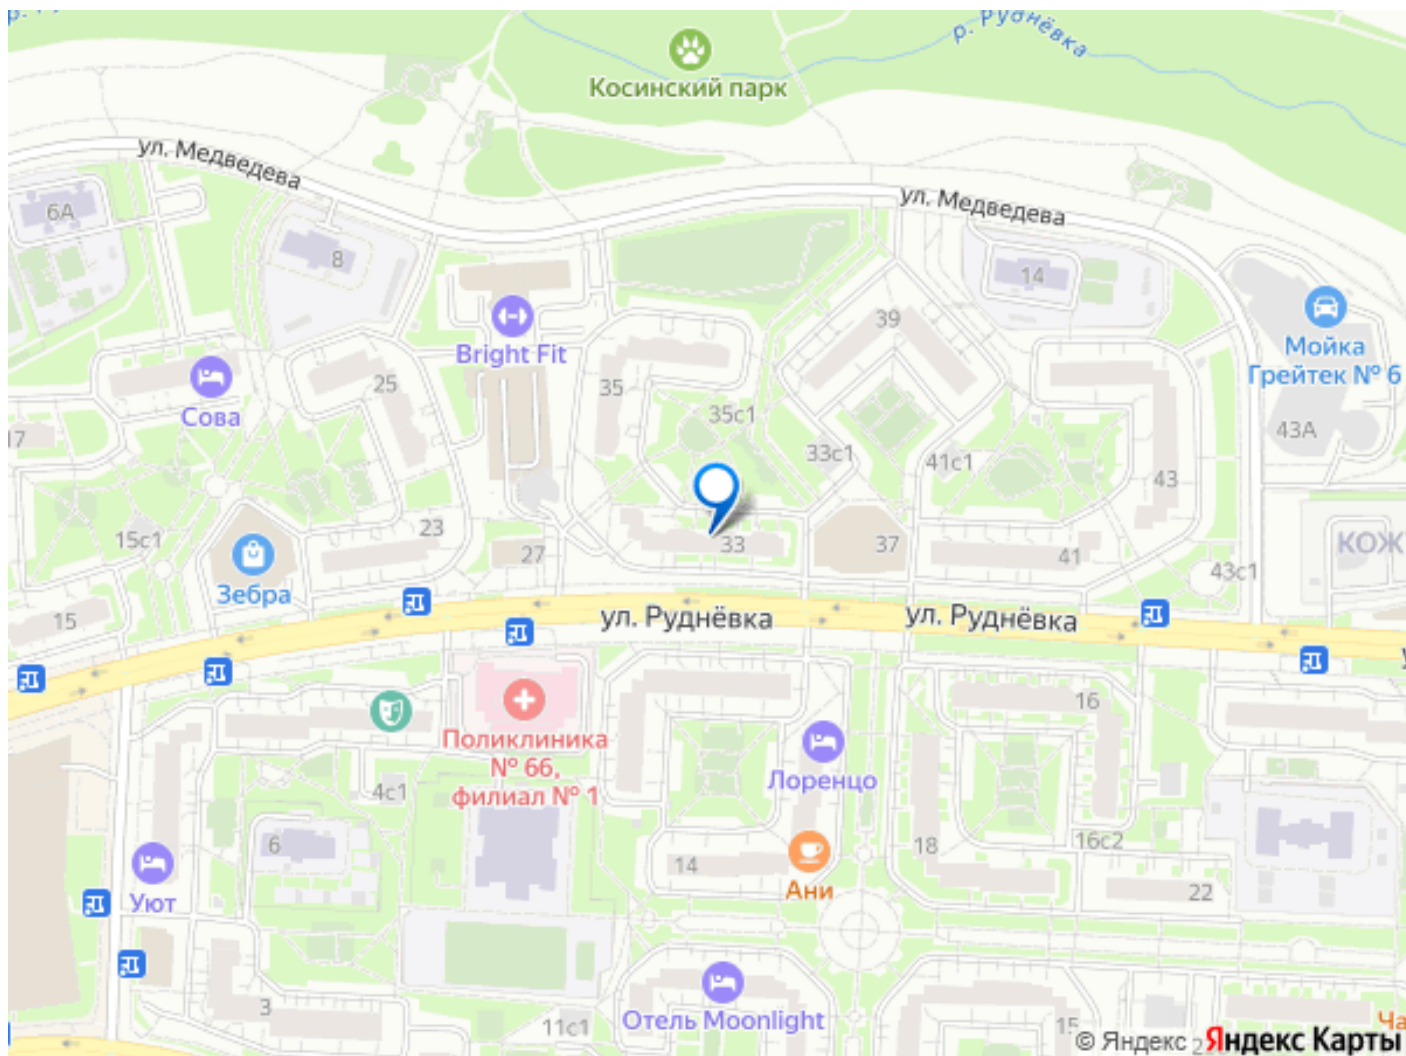 р. Руднёвка
Косинский парк
ул. Медведева
ул. Медведева
6А
8
14
39
Bright Fit
Мойка
Грейтек № 6
25
35
Сова
35с1
17
33с1
41с1
43А
43
23
15с1
27
33
37
41
КОЖ
43с1
Зебра
15
ул. Руднёвка
ул. Руднёвка
16
Поликлиника
№ 66,
филиал № 1
Лоренцо
4с1
6
14
18
16с2
Ани
22
Уют
3
11с1
Отель Moonlight
15
Ча
© Яндекс 2
Яндекс Карты